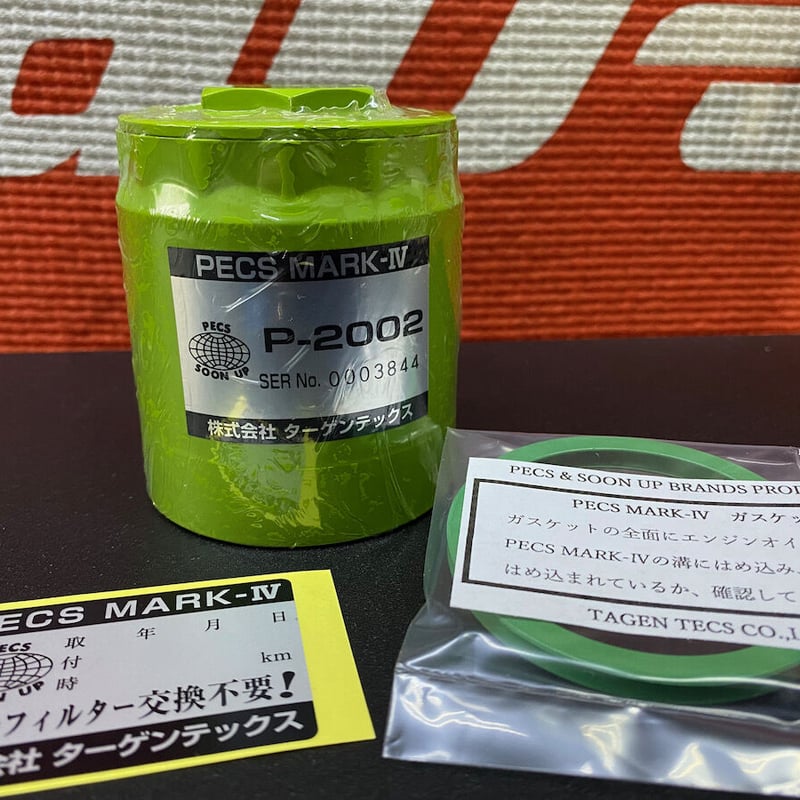 PECS MARK-Ⅳ
PECS
SOON UP
P-2002
SER No. 0003844
株式会社 ターゲンテックス
PECS & SOON UP BRANDS
PECS MARK-Ⅳ ガスケッ
ガスケットの全面にエンジンオイ
PECS MARK-Ⅳの溝にはめ込み、
はめ込まれているか、確認して
TAGEN TECS CO.,
ECS MARK-Ⅳ
取 年 月 日
付 km
時
フィルター交換不要!
会社 ターゲンテックス